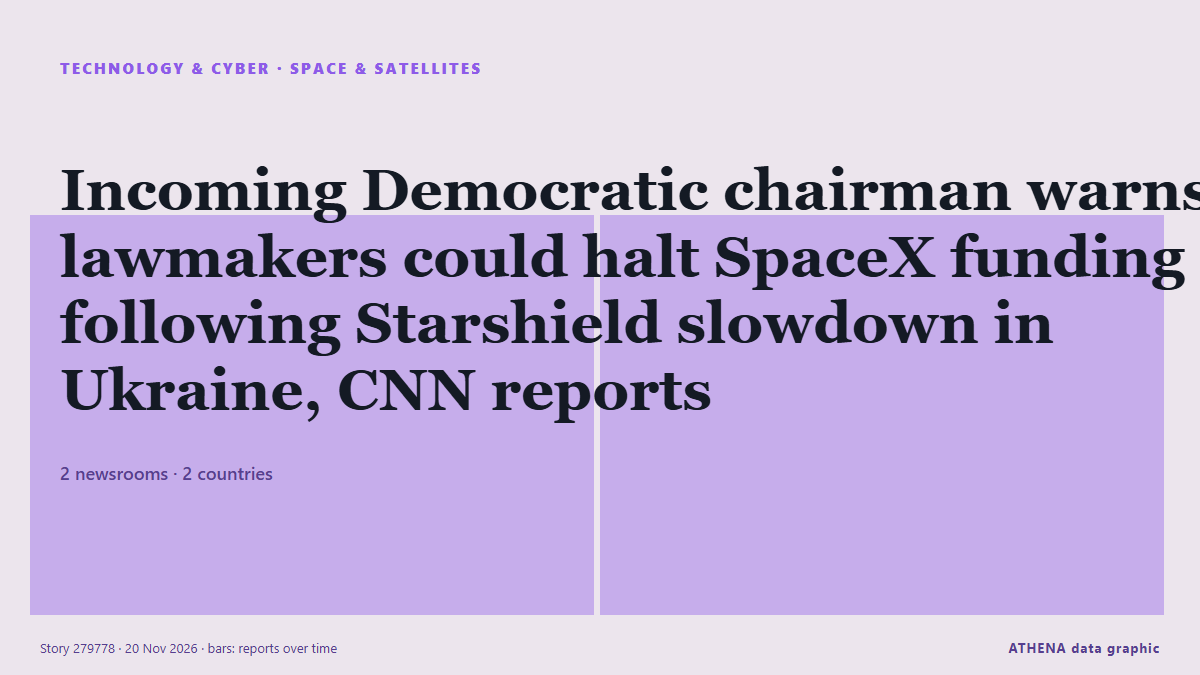 TECHNOLOGY & CYBER · SPACE & SATELLITES
Incoming Democratic chairman warns
lawmakers could halt SpaceX funding
following Starshield slowdown in
Ukraine, CNN reports
2 newsrooms · 2 countries
Story 279778 · 20 Nov 2026 · bars: reports over time
ATHENA data graphic